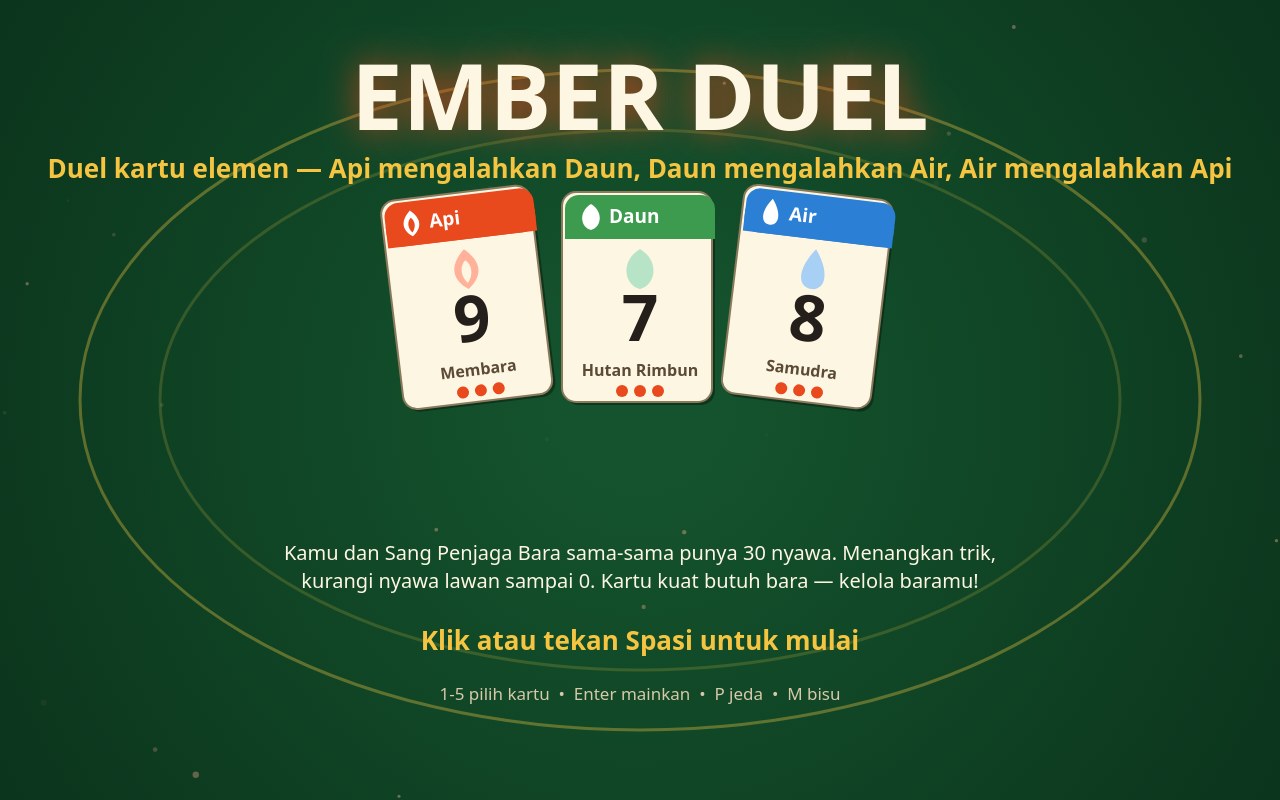 EMBER DUEL
Duel kartu elemen — Api mengalahkan Daun, Daun mengalahkan Air, Air mengalahkan Api
Api
9
Membara
Daun
7
Hutan Rimbun
Air
8
Samudra
Kamu dan Sang Penjaga Bara sama-sama punya 30 nyawa. Menangkan trik,
kurangi nyawa lawan sampai 0. Kartu kuat butuh bara — kelola baramu!
Klik atau tekan Spasi untuk mulai
1-5 pilih kartu • Enter mainkan • P jeda • M bisu